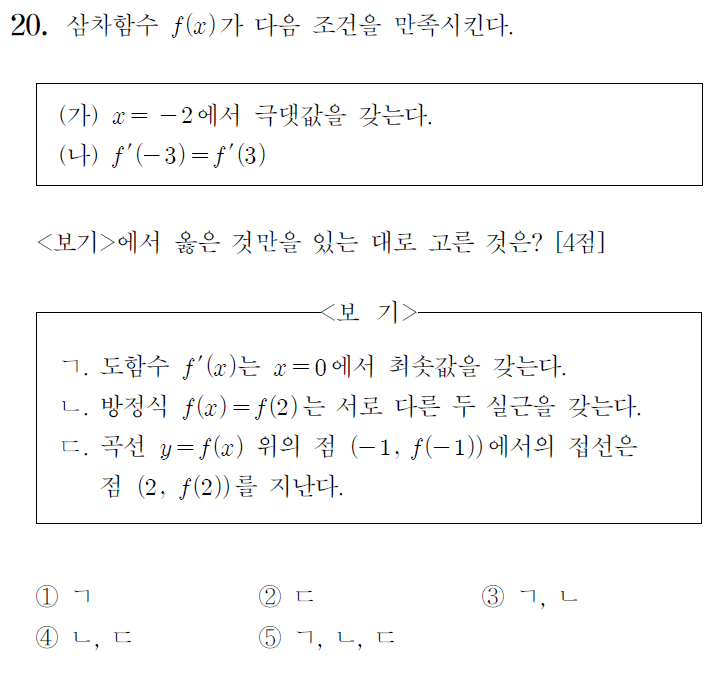 20. 삼차함수 f(x)가 다음 조건을 만족시킨다.
(가) x= -2에서 극댓값을 갖는다.
(나) f′(-3)=f′(3)
<보기>에서 옳은 것만을 있는 대로 고른 것은? [4점]
<보 기>
ㄱ. 도함수 f′(x)는 x=0에서 최솟값을 갖는다.
ㄴ. 방정식 f(x)=f(2)는 서로 다른 두 실근을 갖는다.
ㄷ. 곡선 y=f(x) 위의 점 (-1, f(-1))에서의 접선은
점 (2, f(2))를 지난다.
① ㄱ ② ㄷ ③ ㄱ, ㄴ
④ ㄴ, ㄷ ⑤ ㄱ, ㄴ, ㄷ